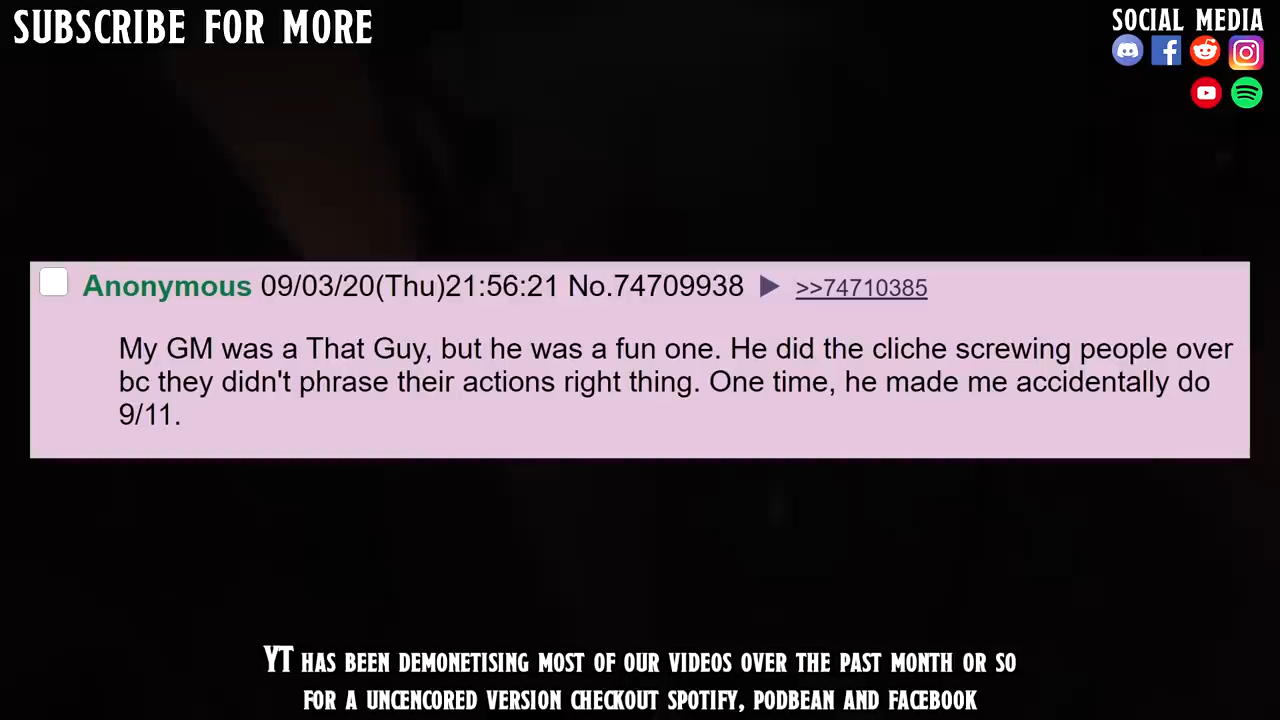 SUBSCRIBE FOR MORE
SOCIAL MEDIA
Anonymous 09/03/20(Thu)21:56:21 No.74709938 ▶ >>74710385
My GM was a That Guy, but he was a fun one. He did the cliche screwing people over
bc they didn't phrase their actions right thing. One time, he made me accidentally do
9/11.
YT HAS BEEN DEMONETISING MOST OF OUR VIDEOS OVER THE PAST MONTH OR SO
FOR A UNCENCORED VERSION CHECKOUT SPOTIFY, PODBEAN AND FACEBOOK